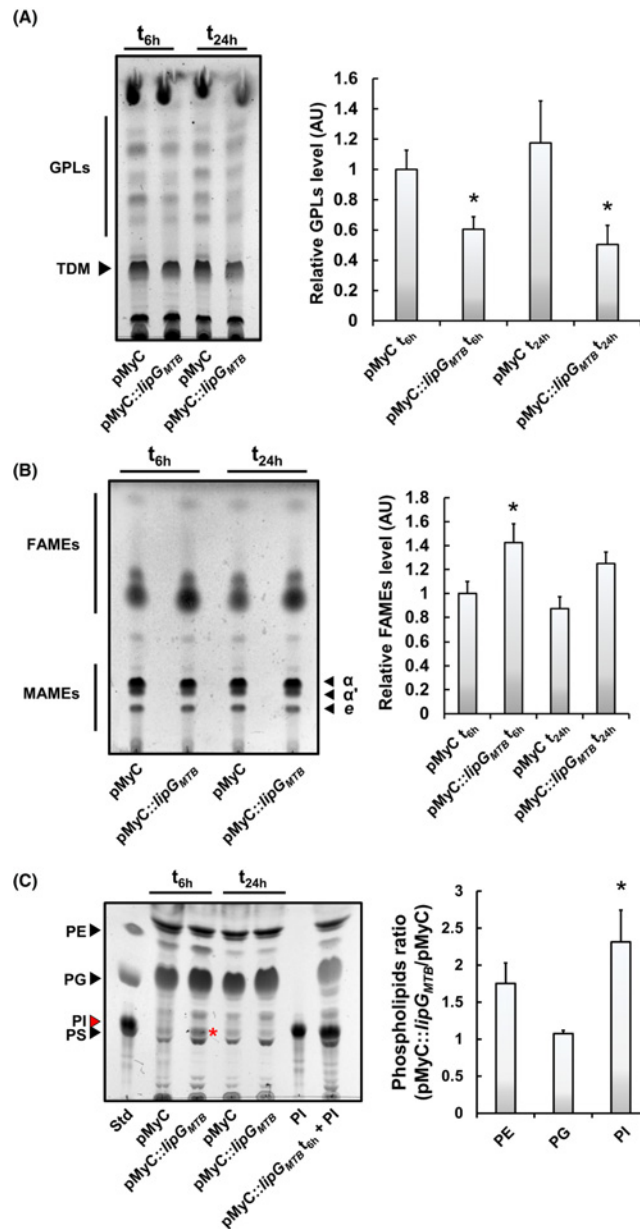 (A)
t6h t24h
GPLs
TDM
pMyC
pMyC::lipGMTB
pMyC
pMyC::lipGMTB
Relative GPLs level (AU)
1.6
1.4
1.2
1
0.8
0.6
0.4
0.2
0
*
*
pMyC t6h
pMyC::lipGMTB t6h
pMyC t24h
pMyC::lipGMTB t24h
(B)
t6h t24h
FAMEs
MAMEs
α
α'
e
pMyC
pMyC::lipGMTB
pMyC
pMyC::lipGMTB
Relative FAMEs level (AU)
1.8
1.6
1.4
1.2
1
0.8
0.6
0.4
0.2
0
*
pMyC t6h
pMyC::lipGMTB t6h
pMyC t24h
pMyC::lipGMTB t24h
(C)
t6h t24h
PE
PG
PI
PS
*
Std
pMyC
pMyC::lipGMTB
pMyC
pMyC::lipGMTB
PI
pMyC::lipGMTB t6h + PI
Phospholipids ratio
(pMyC::lipGMTB/pMyC)
3
2.5
2
1.5
1
0.5
0
*
PE
PG
PI